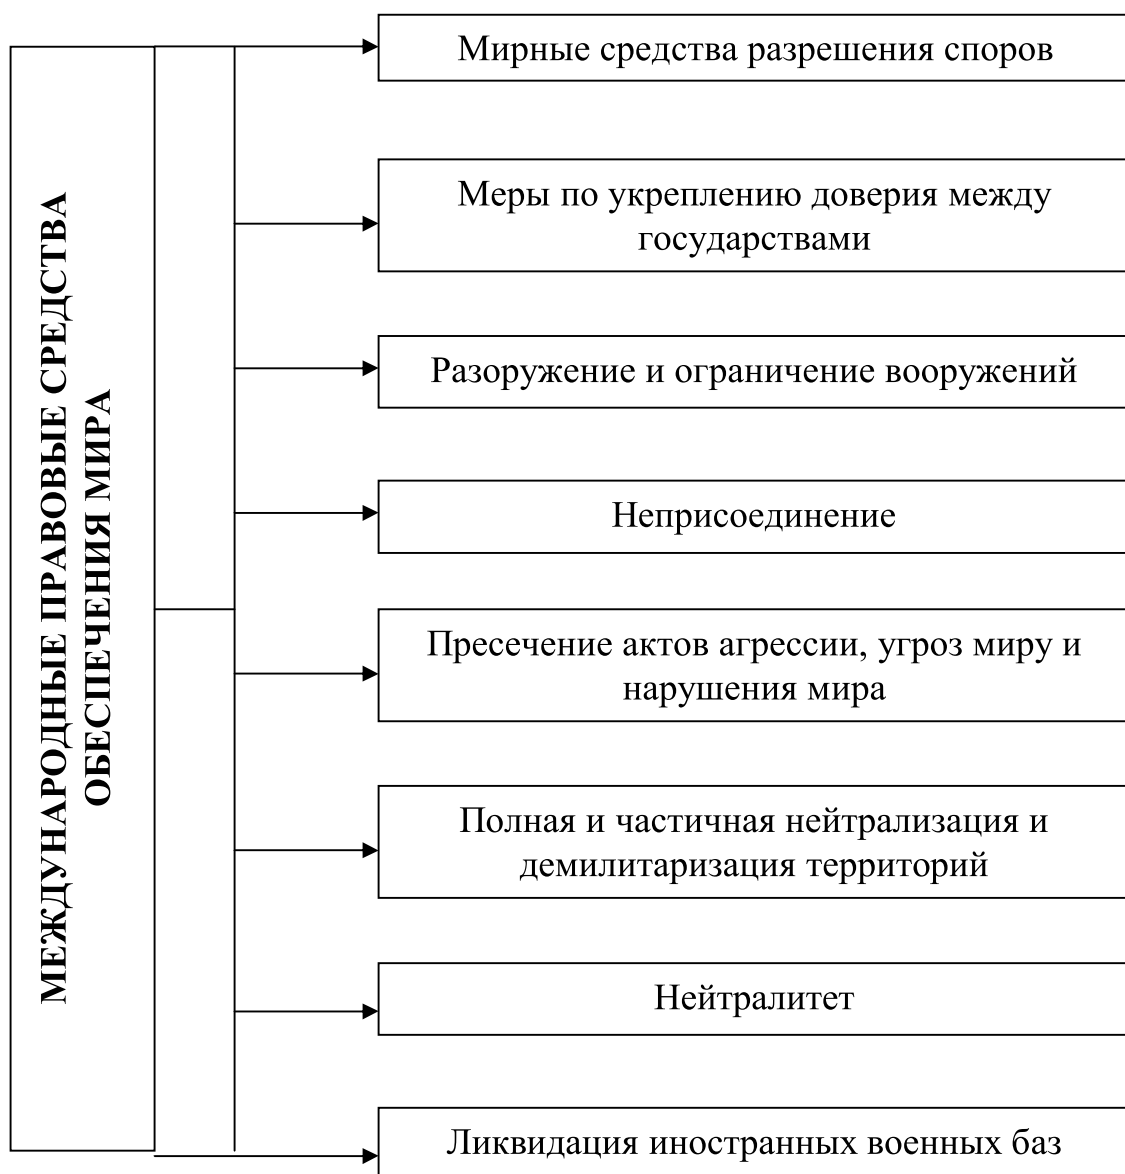 МЕЖДУНАРОДНЫЕ ПРАВОВЫЕ СРЕДСТВА
ОБЕСПЕЧЕНИЯ МИРА
Мирные средства разрешения споров
Меры по укреплению доверия между
государствами
Разоружение и ограничение вооружений
Неприсоединение
Пресечение актов агрессии, угроз миру и
нарушения мира
Полная и частичная нейтрализация и
демилитаризация территорий
Нейтралитет
Ликвидация иностранных военных баз